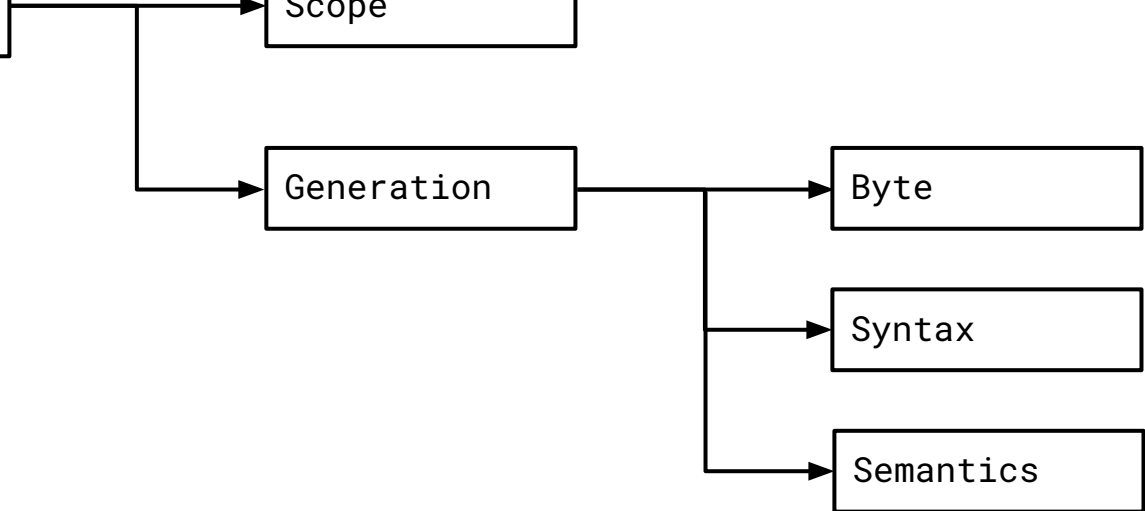 Scope
Generation
Byte
Syntax
Semantics